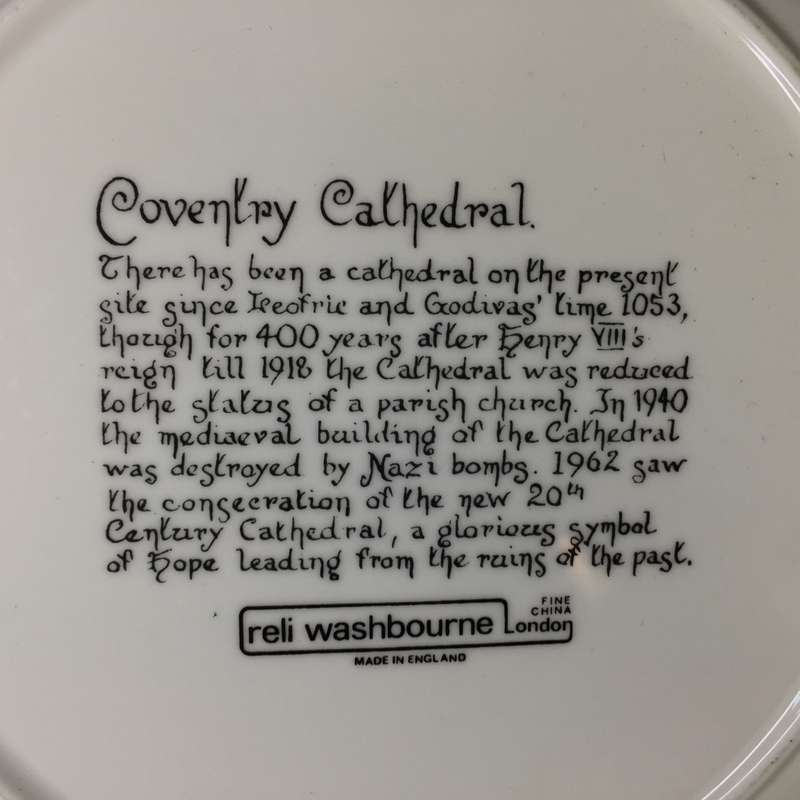 Coventry Cathedral.
There has been a cathedral on the present
site since Leofric and Godivas' time 1053,
though for 400 years after Henry VIII's
reign till 1918 the Cathedral was reduced
to the status of a parish church. In 1940
the mediaeval building of the Cathedral
was destroyed by Nazi bombs. 1962 saw
the consecration of the new 20th
Century Cathedral, a glorious symbol
of Hope leading from the ruins of the past.
reli washbourne
FINE
CHINA
London
MADE IN ENGLAND